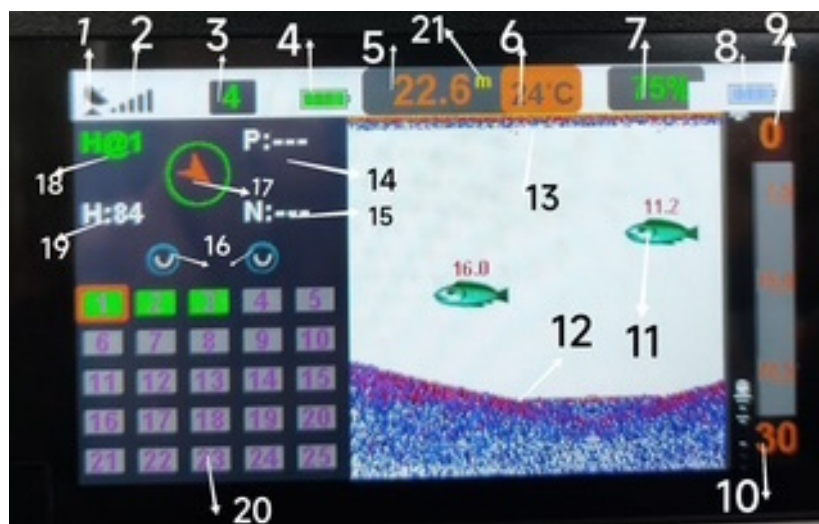 1 2 3 4 5 21 6 7 8 9
4 22.6 m 24°C 75%
H@1 P:--- 0
18 17 14 13
11.2
H:84 N:--- 15
19 16
16.0
1 2 3 4 5
12 11
6 7 8 9 10
11 12 13 14 15
16 17 18 19 20
30
21 22 23 24 25
20 10